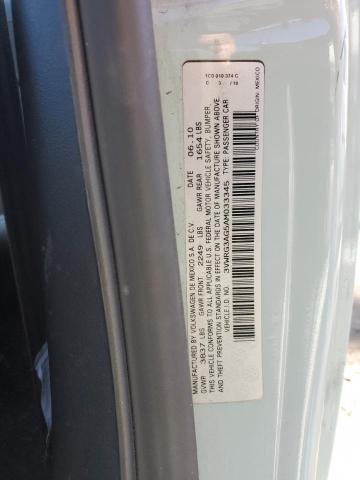 1C0 010 374 C
MANUFACTURED BY VOLKSWAGEN DE MEXICO S.A. DE C.V. DATE 06.10
GVWR 3837 LBS GAWR FRONT 2249 LBS GAWR REAR 1654 LBS
THIS VEHICLE CONFORMS TO ALL APPLICABLE U.S. FEDERAL MOTOR VEHICLE SAFETY, BUMPER,
AND THEFT PREVENTION STANDARDS IN EFFECT ON THE DATE OF MANUFACTURE SHOWN ABOVE.
VEHICLE I.D. NO.: 3VWRG3AG5AM033345 TYPE: PASSENGER CAR
COUNTRY OF ORIGIN: MEXICO